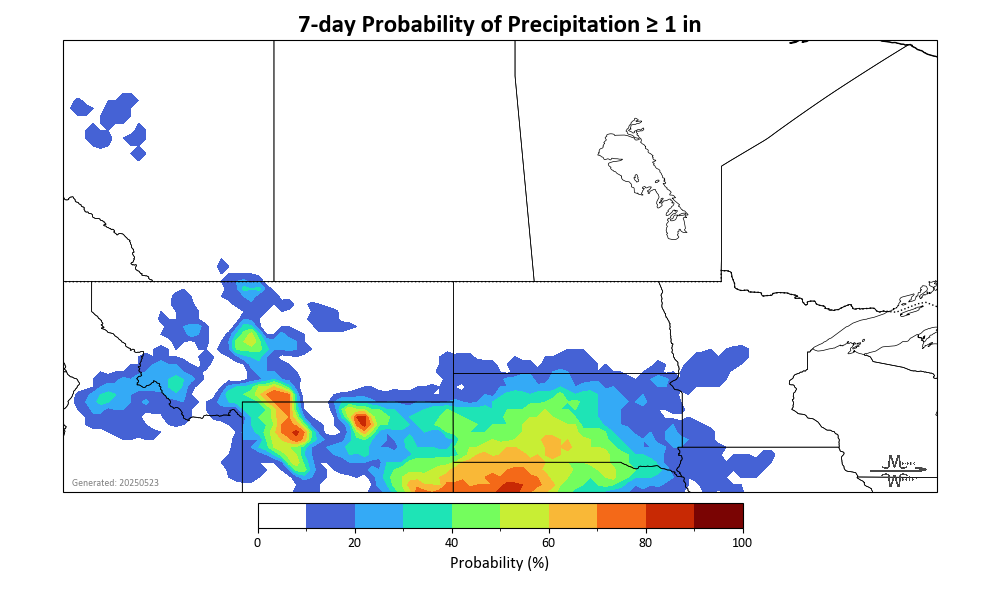 7-day Probability of Precipitation ≥ 1 in
Generated: 20250523
0 20 40 60 80 100
Probability (%)